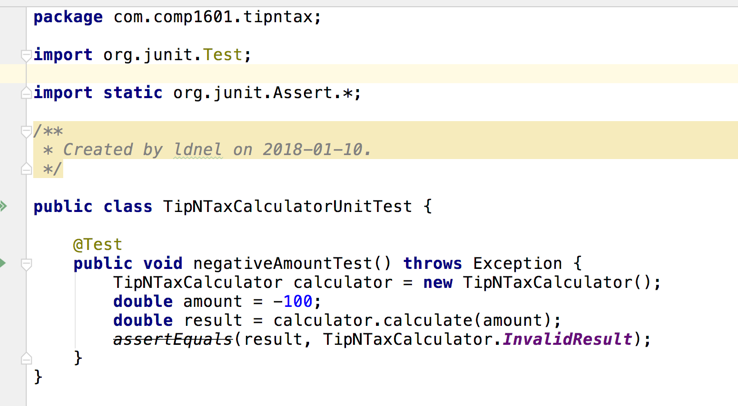 package com.comp1601.tipntax;
import org.junit.Test;
import static org.junit.Assert.*;
/**
* Created by ldnel on 2018-01-10.
*/
public class TipNTaxCalculatorUnitTest {
@Test
public void negativeAmountTest() throws Exception {
TipNTaxCalculator calculator = new TipNTaxCalculator();
double amount = -100;
double result = calculator.calculate(amount);
assertEquals(result, TipNTaxCalculator.InvalidResult);
}
}